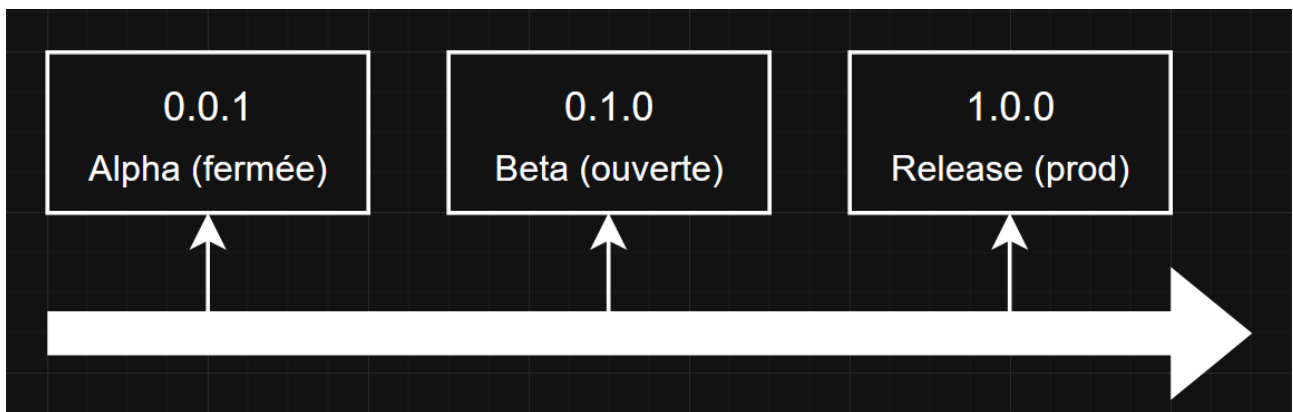 0.0.1
Alpha (fermée)
0.1.0
Beta (ouverte)
1.0.0
Release (prod)